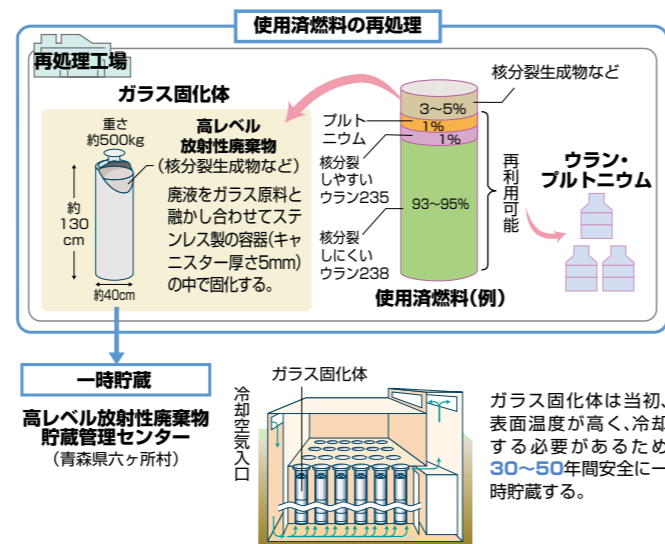 使用済燃料の再処理
再処理工場
ガラス固化体
重さ
約500kg
約
130
cm
約40cm
高レベル
放射性廃棄物
(核分裂生成物など)
廃液をガラス原料と
融かし合わせてステ
ンレス製の容器(キャ
ニスター厚さ5mm)
の中で固化する。
核分裂生成物など
3〜5%
プルト
ニウム
1%
1%
核分裂
しやすい
ウラン235
93〜95%
核分裂
しにくい
ウラン238
再利用可能
使用済燃料(例)
ウラン・
プルトニウム
一時貯蔵
高レベル放射性廃棄物
貯蔵管理センター
(青森県六ヶ所村)
冷却空気入口
ガラス固化体
ガラス固化体は当初、
表面温度が高く、冷却
する必要があるため
30〜50年間安全に一
時貯蔵する。